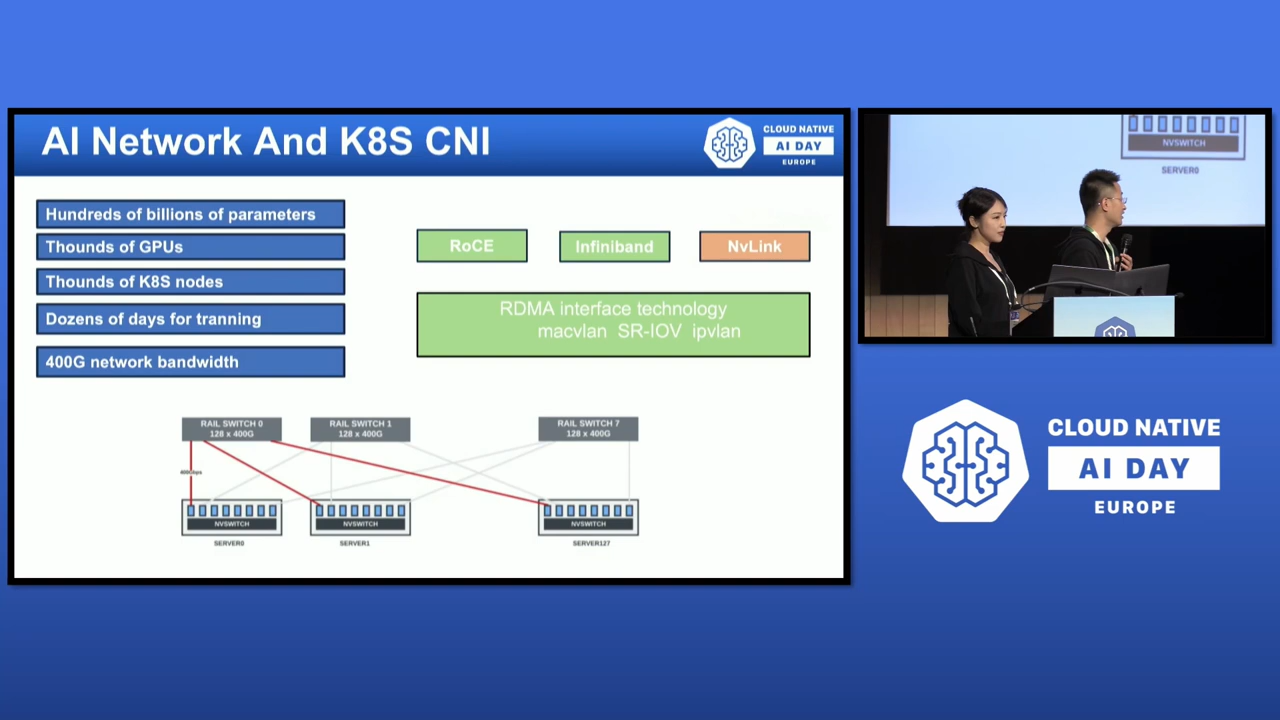 AI Network And K8S CNI
CLOUD NATIVE
AI DAY
EUROPE
Hundreds of billions of parameters
Thounds of GPUs
Thounds of K8S nodes
Dozens of days for tranning
400G network bandwidth
RoCE
Infiniband
NvLink
RDMA interface technology
macvlan SR-IOV ipvlan
RAIL SWITCH 0
128 x 400G
RAIL SWITCH 1
128 x 400G
RAIL SWITCH 7
128 x 400G
400Gbps
NVSWITCH
NVSWITCH
NVSWITCH
SERVER0
SERVER1
SERVER127
NVSWITCH
SERVER0
CLOUD NATIVE
AI DAY
EUROPE